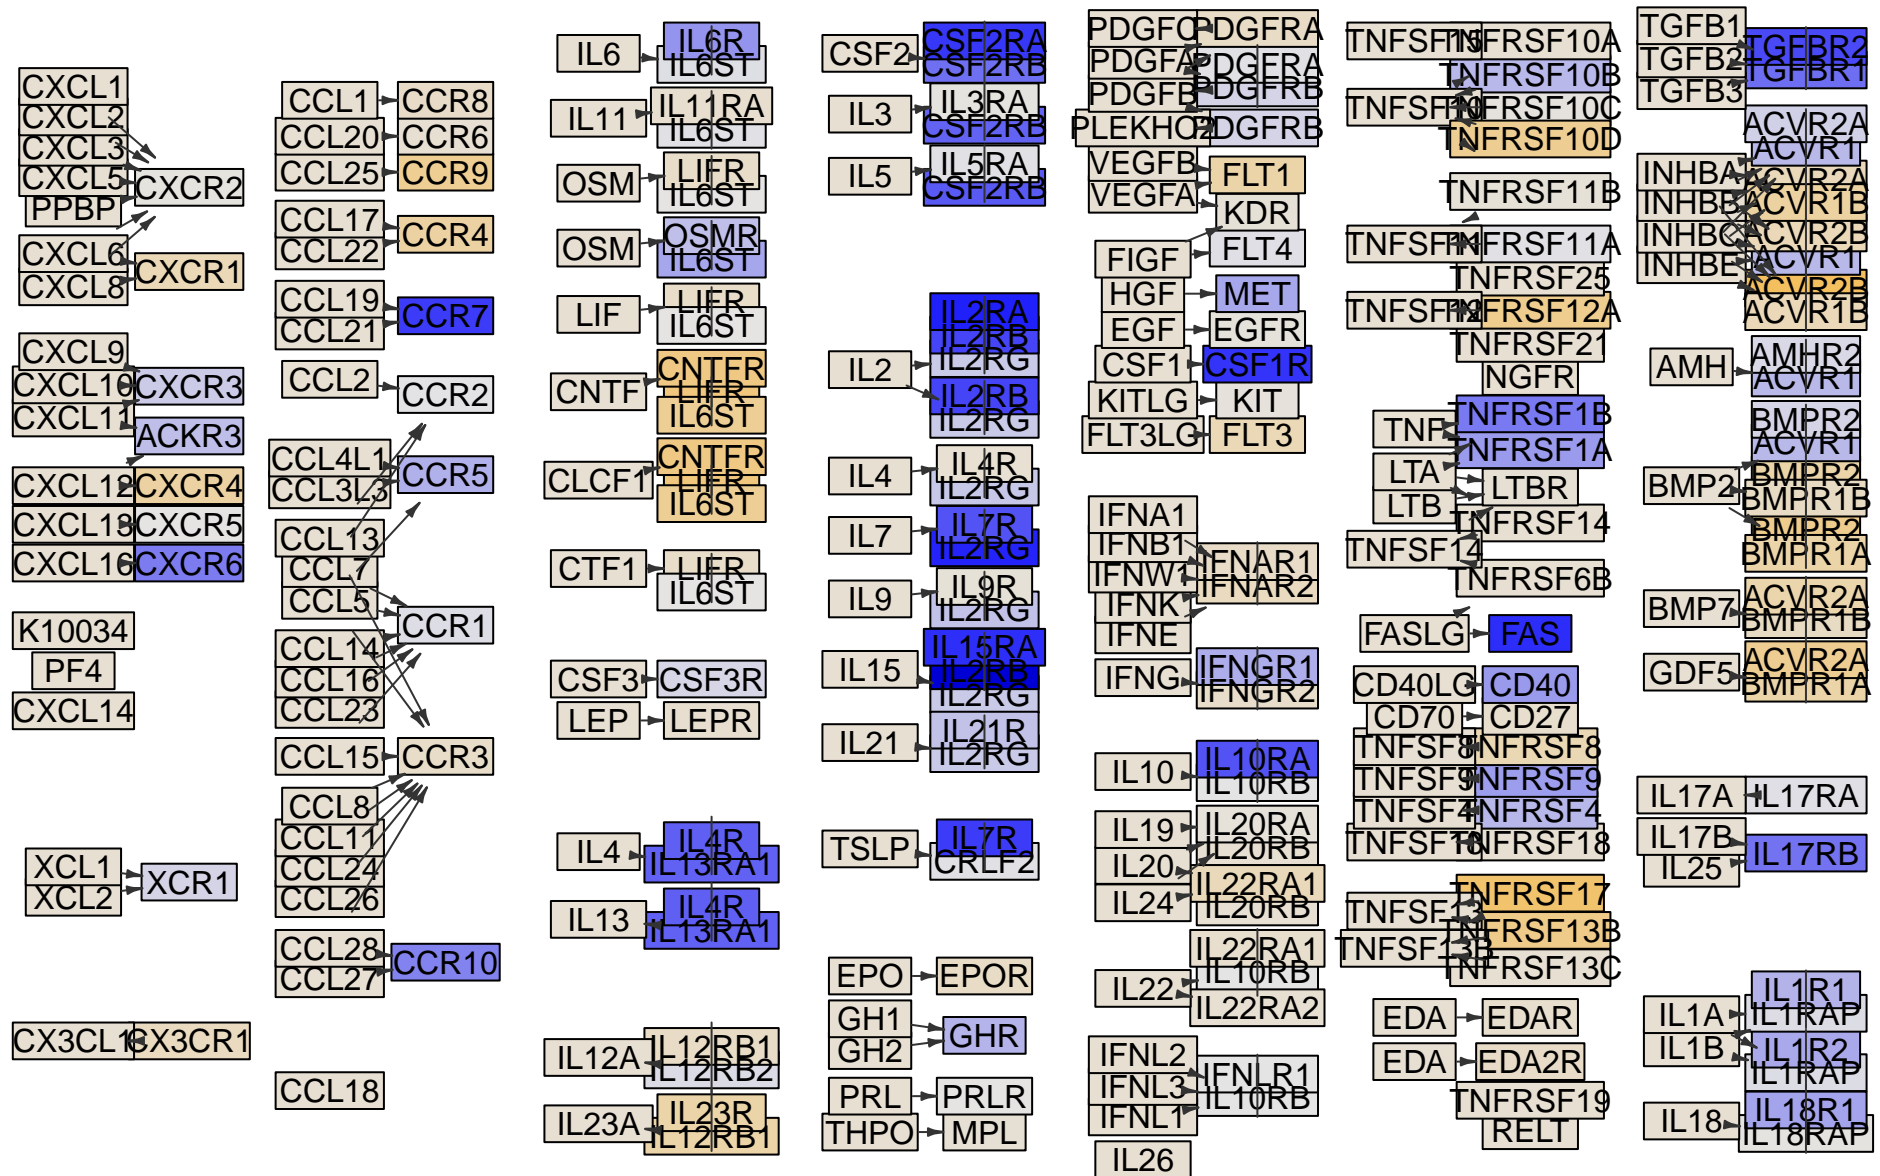 CXCL1
CXCL2
CXCL3
CXCL5
PPBP
CXCR2
CXCL6
CXCL8
CXCR1
CXCL9
CXCL10
CXCL11
CXCR3
ACKR3
CXCL12
CXCR4
CXCL13
CXCR5
CXCL16
CXCR6
K10034
PF4
CXCL14
XCL1
XCL2
XCR1
CX3CL1
CX3CR1
CCL1
CCR8
CCL20
CCR6
CCL25
CCR9
CCL17
CCL22
CCR4
CCL19
CCL21
CCR7
CCL2
CCR2
CCL4L1
CCL3L3
CCR5
CCL13
CCL7
CCL5
CCR1
CCL14
CCL16
CCL23
CCL15
CCR3
CCL8
CCL11
CCL24
CCL26
CCL28
CCL27
CCR10
CCL18
IL6
IL6R
IL6ST
IL11
IL11RA
IL6ST
OSM
LIFR
IL6ST
OSM
OSMR
IL6ST
LIF
LIFR
IL6ST
CNTF
CNTFR
LIFR
IL6ST
CLCF1
CNTFR
LIFR
IL6ST
CTF1
LIFR
IL6ST
CSF3
CSF3R
LEP
LEPR
IL4
IL4R
IL13RA1
IL13
IL4R
IL13RA1
IL12A
IL12RB1
IL12RB2
IL23A
IL23R
IL12RB1
CSF2
CSF2RA
CSF2RB
IL3
IL3RA
CSF2RB
IL5
IL5RA
CSF2RB
IL2
IL2RA
IL2RB
IL2RG
IL2RB
IL2RG
IL4
IL4R
IL2RG
IL7
IL7R
IL2RG
IL9
IL9R
IL2RG
IL15
IL15RA
IL2RB
IL2RG
IL21
IL21R
IL2RG
TSLP
IL7R
CRLF2
EPO
EPOR
GH1
GH2
GHR
PRL
PRLR
THPO
MPL
PDGFC
PDGFRA
PDGFA
PDGFRA
PDGFRB
PDGFB
PLEKHO2
PDGFRB
VEGFB
VEGFA
FLT1
KDR
FIGF
FLT4
HGF
MET
EGF
EGFR
CSF1
CSF1R
KITLG
KIT
FLT3LG
FLT3
IFNA1
IFNB1
IFNW1
IFNK
IFNE
IFNAR1
IFNAR2
IFNG
IFNGR1
IFNGR2
IL10
IL10RA
IL10RB
IL19
IL20
IL24
IL20RA
IL20RB
IL22RA1
IL20RB
IL22
IL22RA1
IL10RB
IL22RA2
IFNL2
IFNL3
IFNL1
IFNLR1
IL10RB
IL26
TNFSF15
TNFRSF10A
TNFRSF10B
TNFSF10
TNFRSF10C
TNFRSF10D
TNFRSF11B
TNFSF11
TNFRSF11A
TNFRSF25
TNFSF12
TNFRSF12A
TNFRSF21
NGFR
TNF
TNFRSF1B
TNFRSF1A
LTA
LTB
LTBR
TNFRSF14
TNFSF14
TNFRSF6B
FASLG
FAS
CD40LG
CD40
CD70
CD27
TNFSF8
TNFRSF8
TNFSF9
TNFRSF9
TNFSF4
TNFRSF4
TNFSF18
TNFRSF18
TNFRSF17
TNFSF13
TNFRSF13B
TNFSF13B
TNFRSF13C
EDA
EDAR
EDA
EDA2R
TNFRSF19
RELT
TGFB1
TGFB2
TGFB3
TGFBR2
TGFBR1
ACVR2A
ACVR1
INHBA
INHBB
INHBC
INHBE
ACVR2A
ACVR1B
ACVR2B
ACVR1
ACVR2B
ACVR1B
AMH
AMHR2
ACVR1
BMPR2
ACVR1
BMP2
BMPR2
BMPR1B
BMPR2
BMPR1A
BMP7
ACVR2A
BMPR1B
GDF5
ACVR2A
BMPR1A
IL17A
IL17RA
IL17B
IL25
IL17RB
IL1A
IL1B
IL1R1
IL1RAP
IL1R2
IL1RAP
IL18
IL18R1
IL18RAP